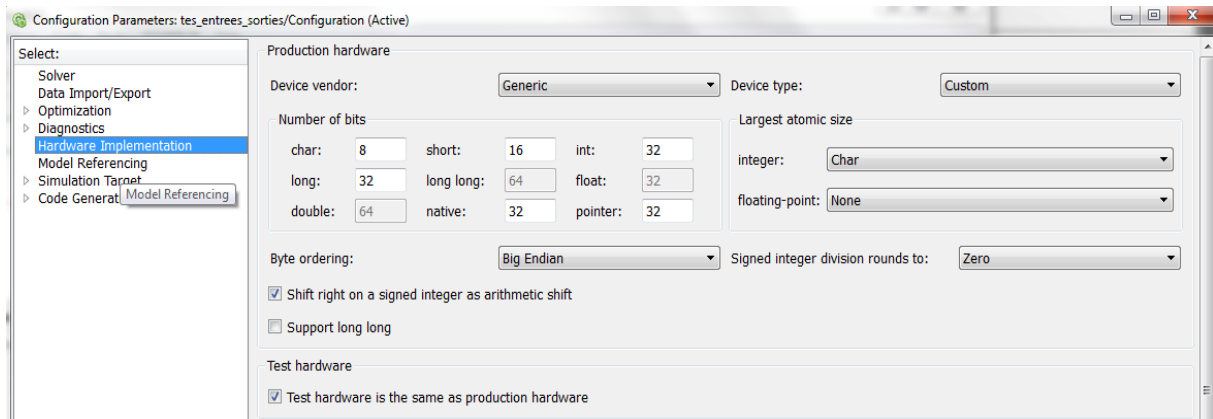 Configuration Parameters: tes_entrees_sorties/Configuration (Active)
Select:
Solver
Data Import/Export
Optimization
Diagnostics
Hardware Implementation
Model Referencing
Simulation Target
Code Generat
Model Referencing
Production hardware
Device vendor: Generic Device type: Custom
Number of bits Largest atomic size
char: 8 short: 16 int: 32
integer: Char
long: 32 long long: 64 float: 32
floating-point: None
double: 64 native: 32 pointer: 32
Byte ordering: Big Endian Signed integer division rounds to: Zero
Shift right on a signed integer as arithmetic shift
Support long long
Test hardware
Test hardware is the same as production hardware